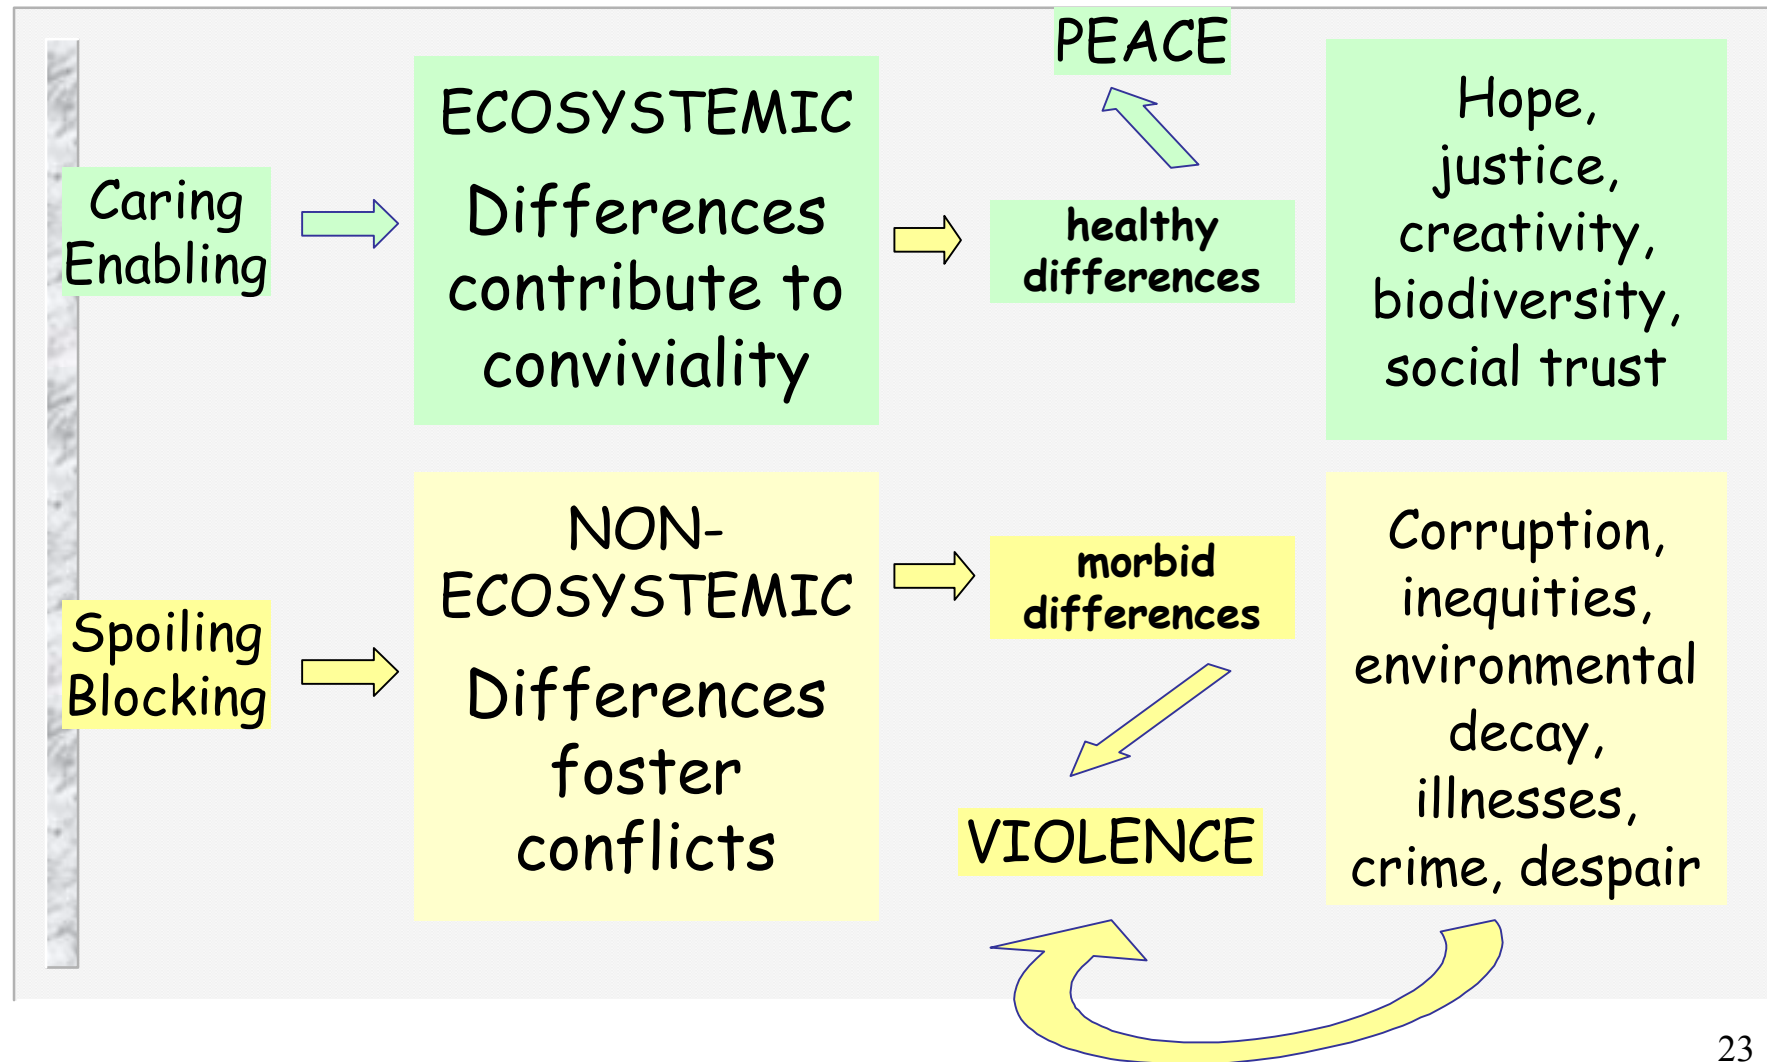 PEACE
Caring
Enabling
ECOSYSTEMIC
Differences
contribute to
conviviality
healthy
differences
Hope,
justice,
creativity,
biodiversity,
social trust
Spoiling
Blocking
NON-
ECOSYSTEMIC
Differences
foster
conflicts
morbid
differences
VIOLENCE
Corruption,
inequities,
environmental
decay,
illnesses,
crime, despair
23